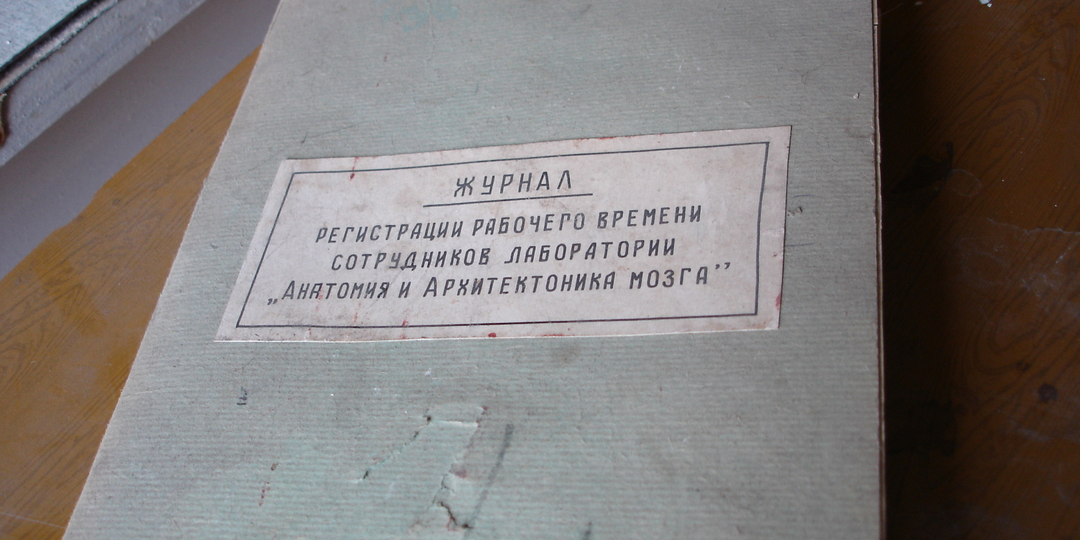 ЖУРНАЛ
РЕГИСТРАЦИИ РАБОЧЕГО ВРЕМЕНИ
СОТРУДНИКОВ ЛАБОРАТОРИИ
„АНАТОМИЯ И АРХИТЕКТОНИКА МОЗГА”